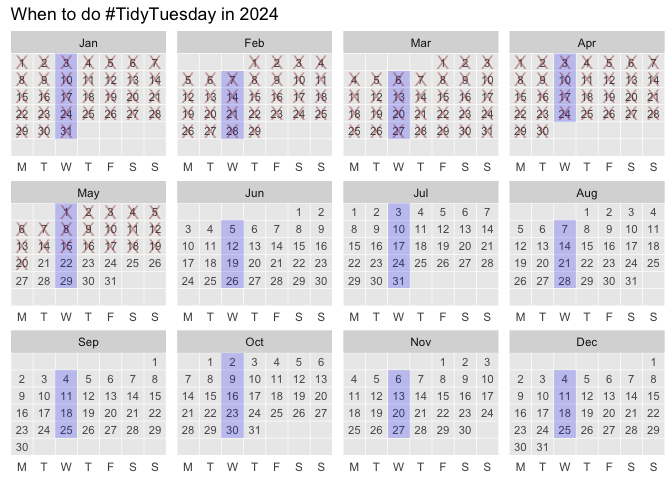 When to do #TidyTuesday in 2024
Jan
1 2 3 4 5 6 7
8 9 10 11 12 13 14
15 16 17 18 19 20 21
22 23 24 25 26 27 28
29 30 31
M T W T F S S
Feb
1 2 3 4
5 6 7 8 9 10 11
12 13 14 15 16 17 18
19 20 21 22 23 24 25
26 27 28 29
M T W T F S S
Mar
1 2 3
4 5 6 7 8 9 10
11 12 13 14 15 16 17
18 19 20 21 22 23 24
25 26 27 28 29 30 31
M T W T F S S
Apr
1 2 3 4 5 6 7
8 9 10 11 12 13 14
15 16 17 18 19 20 21
22 23 24 25 26 27 28
29 30
M T W T F S S
May
1 2 3 4 5
6 7 8 9 10 11 12
13 14 15 16 17 18 19
20 21 22 23 24 25 26
27 28 29 30 31
M T W T F S S
Jun
1 2
3 4 5 6 7 8 9
10 11 12 13 14 15 16
17 18 19 20 21 22 23
24 25 26 27 28 29 30
M T W T F S S
Jul
1 2 3 4 5 6 7
8 9 10 11 12 13 14
15 16 17 18 19 20 21
22 23 24 25 26 27 28
29 30 31
M T W T F S S
Aug
1 2 3 4
5 6 7 8 9 10 11
12 13 14 15 16 17 18
19 20 21 22 23 24 25
26 27 28 29 30 31
M T W T F S S
Sep
1
2 3 4 5 6 7 8
9 10 11 12 13 14 15
16 17 18 19 20 21 22
23 24 25 26 27 28 29
30
M T W T F S S
Oct
1 2 3 4 5 6
7 8 9 10 11 12 13
14 15 16 17 18 19 20
21 22 23 24 25 26 27
28 29 30 31
M T W T F S S
Nov
1 2 3
4 5 6 7 8 9 10
11 12 13 14 15 16 17
18 19 20 21 22 23 24
25 26 27 28 29 30
M T W T F S S
Dec
1
2 3 4 5 6 7 8
9 10 11 12 13 14 15
16 17 18 19 20 21 22
23 24 25 26 27 28 29
30 31
M T W T F S S